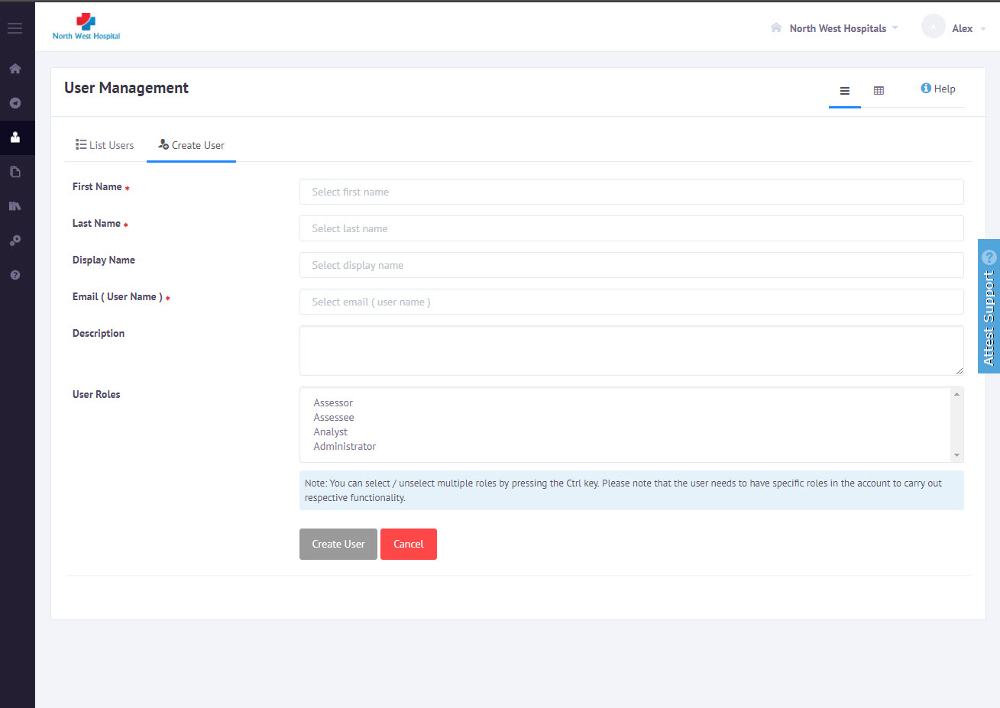 North West Hospital
North West Hospitals
A
Alex
User Management
Help
List Users
Create User
First Name *
Select first name
Last Name *
Select last name
Display Name
Select display name
Email ( User Name ) *
Select email ( user name )
Description
User Roles
Assessor
Assessee
Analyst
Administrator
Note: You can select / unselect multiple roles by pressing the Ctrl key. Please note that the user needs to have specific roles in the account to carry out
respective functionality.
Create User
Cancel
? Attest Support